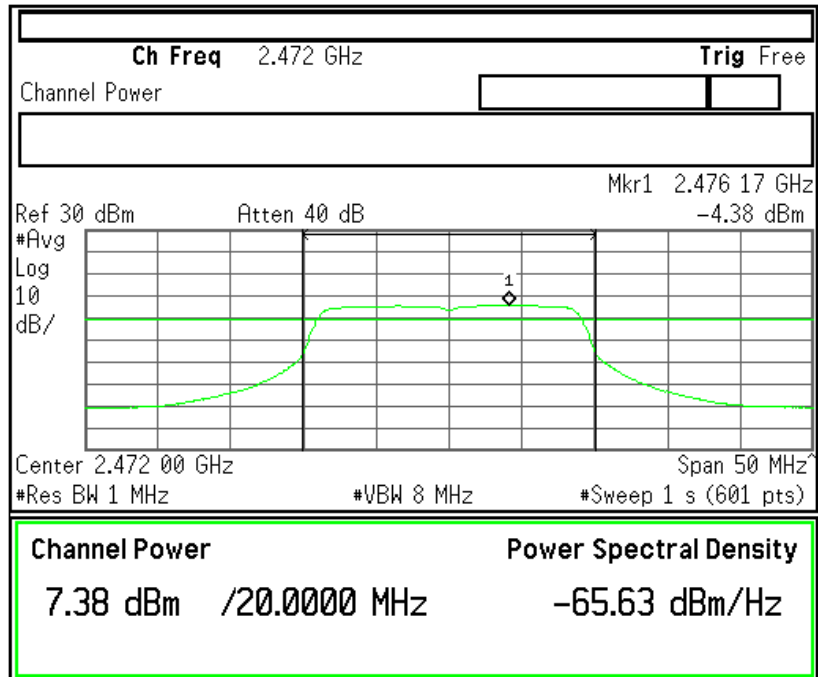 Ch Freq 2.472 GHz Trig Free
Channel Power
Mkr1 2.476 17 GHz
Ref 30 dBm Atten 40 dB -4.38 dBm
#Avg
Log
10
dB/
1
Center 2.472 00 GHz Span 50 MHz^
#Res BW 1 MHz #VBW 8 MHz #Sweep 1 s (601 pts)
Channel Power Power Spectral Density
7.38 dBm /20.0000 MHz -65.63 dBm/Hz